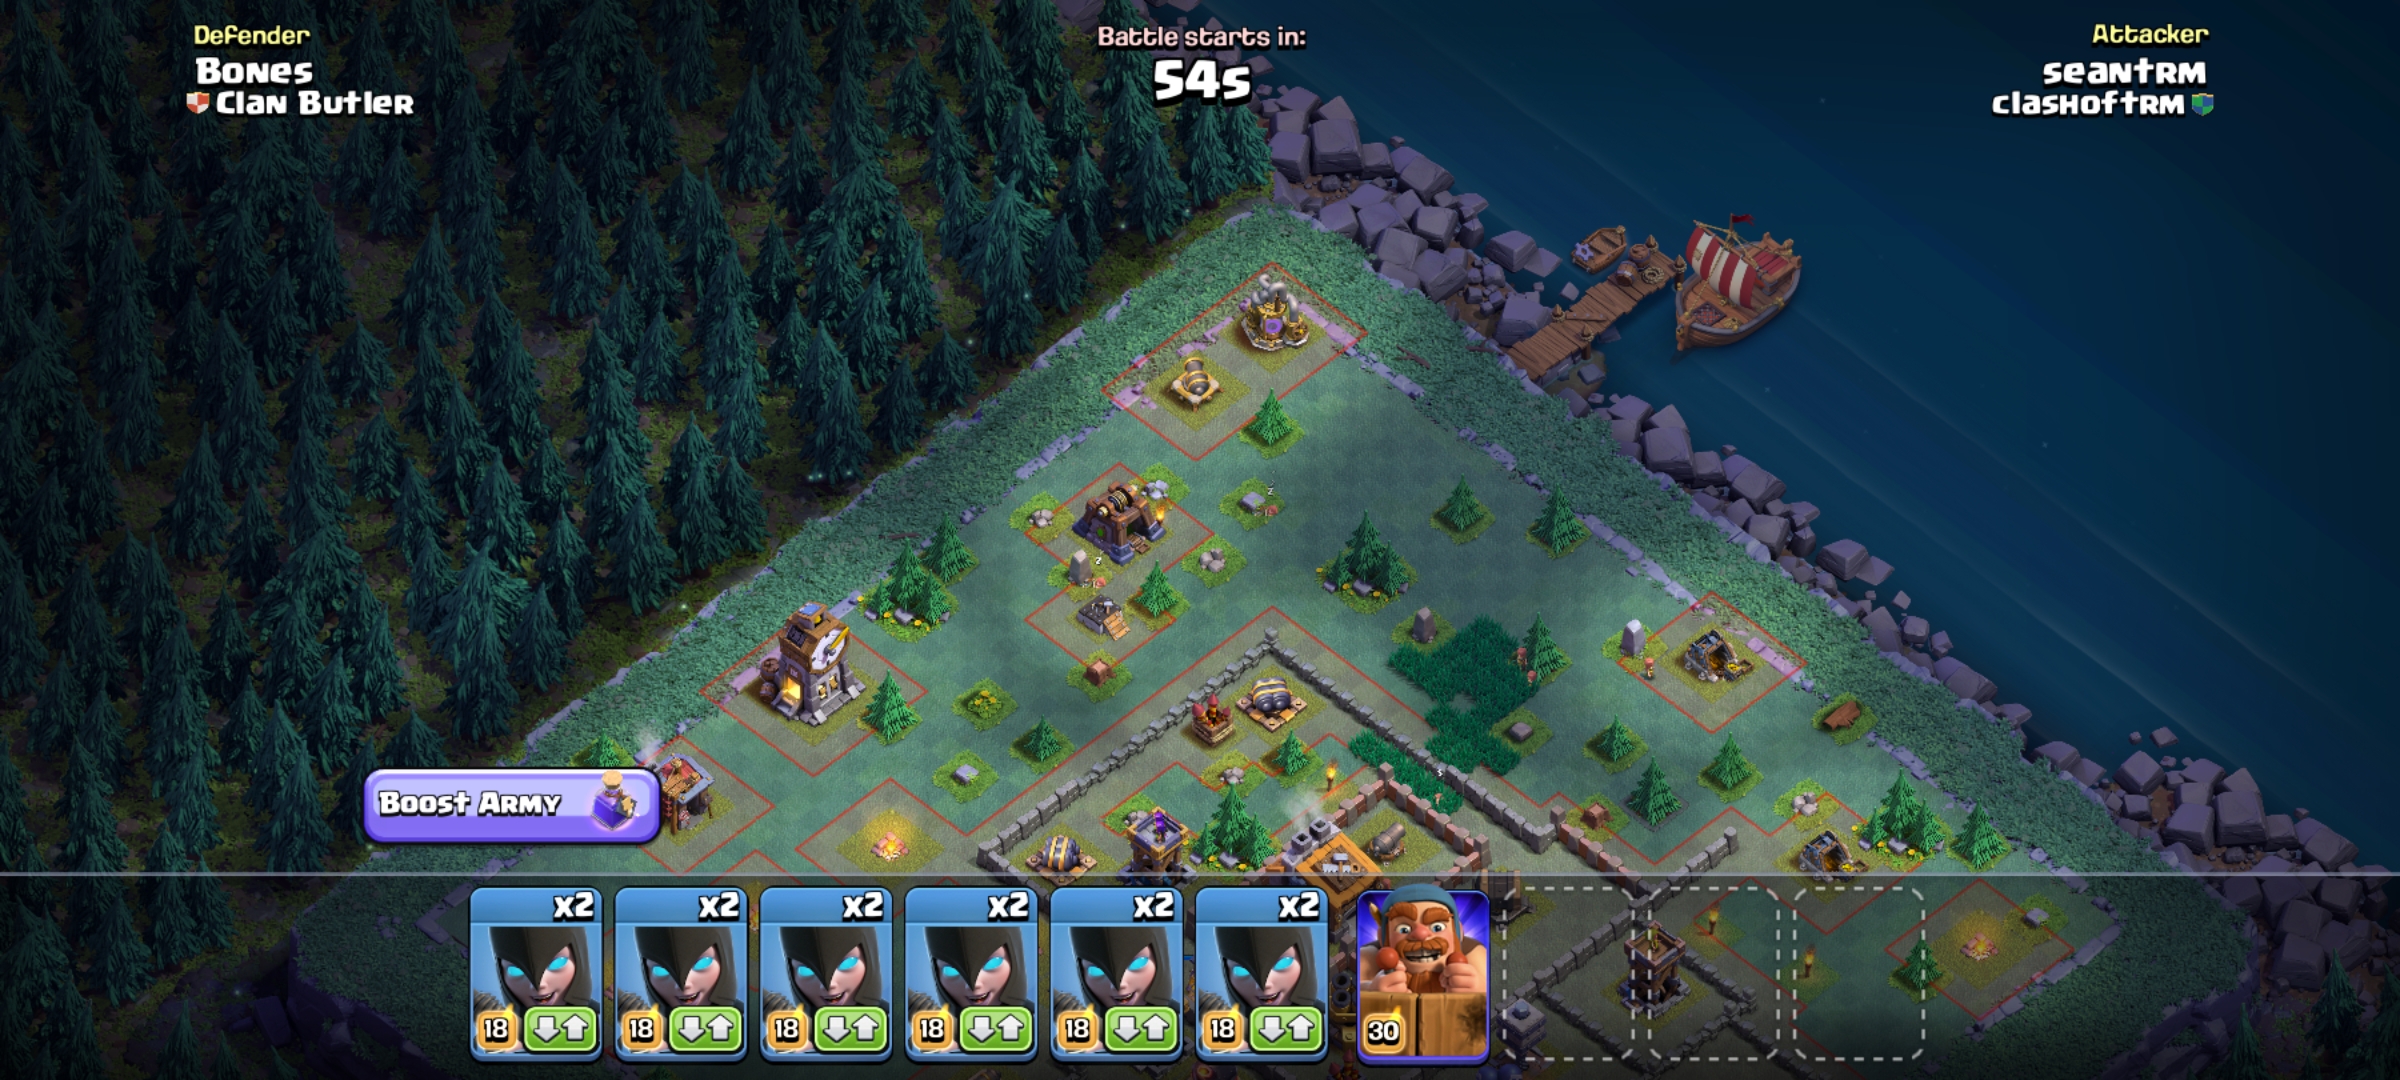 Defender
Bones
Clan Butler
Battle starts in:
54s
Attacker
seantRM
clashoftRM
Boost Army
x2
x2
x2
x2
x2
x2
18
18
18
18
18
18
30